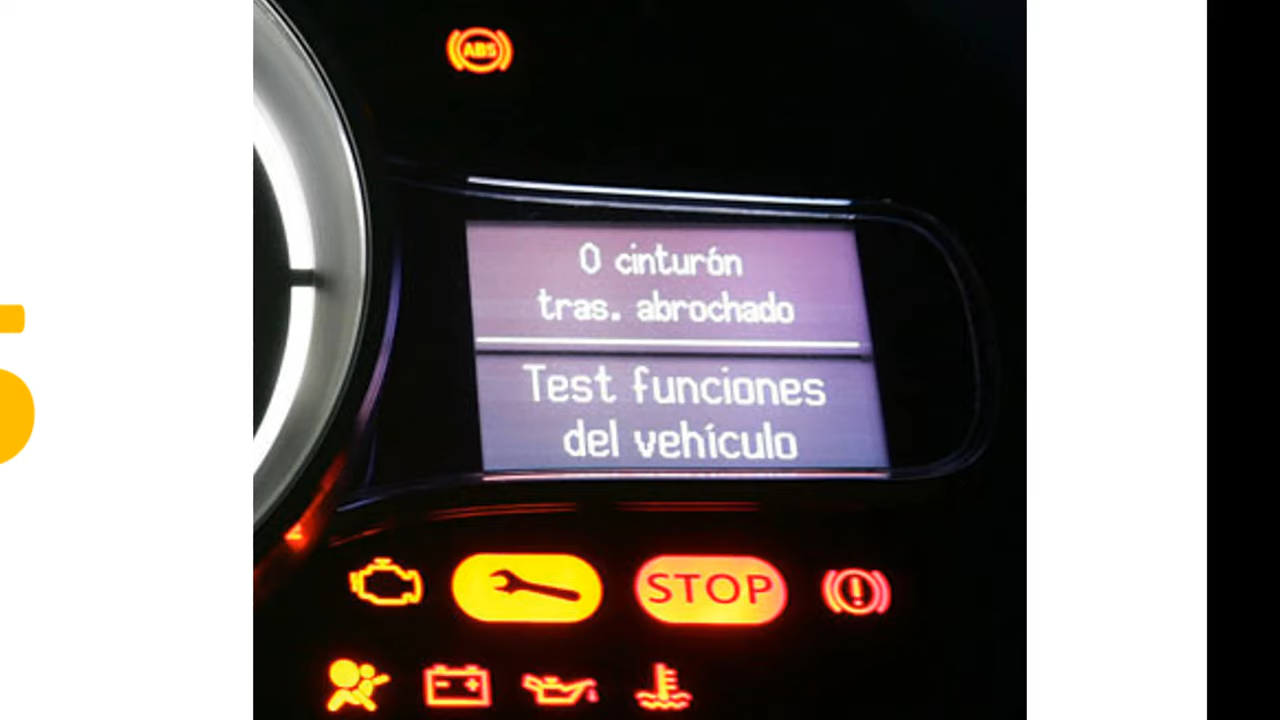 ABS
0 cinturón
tras. abrochado
Test funciones
del vehículo
STOP